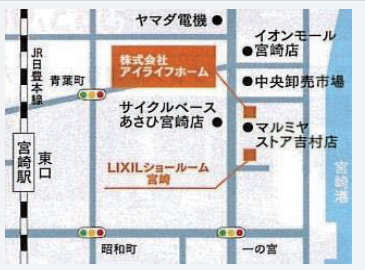 ヤマダ電機
イオンモール
宮崎店
株式会社
アイライフホーム
JR
日豊本線
青葉町
中央卸売市場
サイクルベース
あさひ宮崎店
マルミヤ
ストア吉村店
宮崎駅
東口
LIXILショールーム
宮崎
宮崎港
昭和町
一の宮